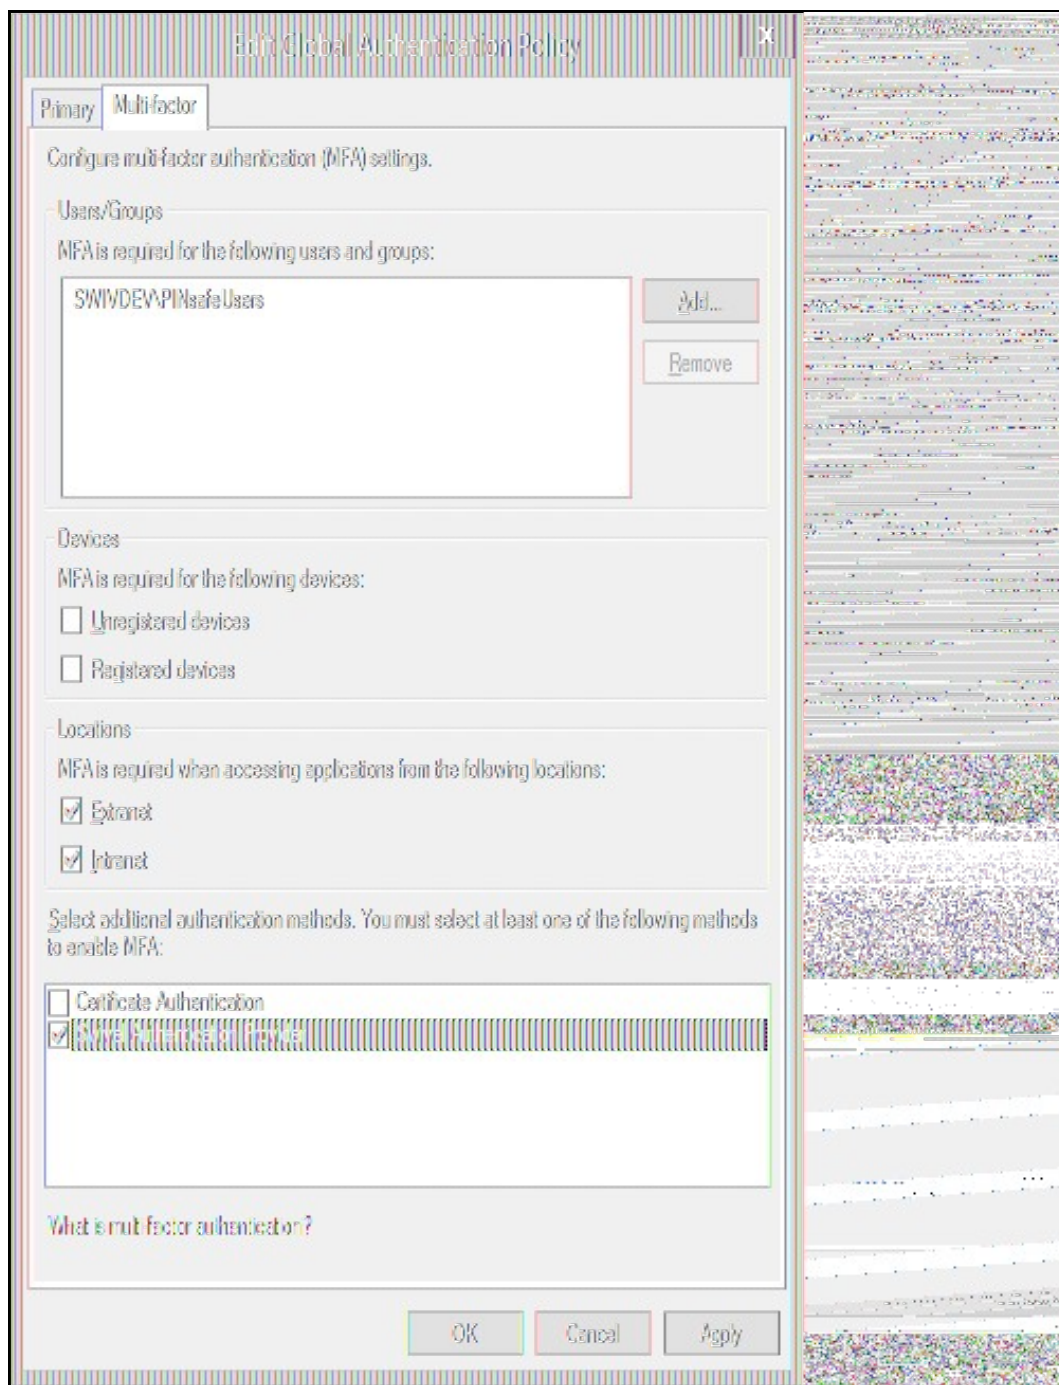 Edit Global Authentication Policy
X
Primary
Multi-factor
Configure multi-factor authentication (MFA) settings.
Users/Groups
MFA is required for the following users and groups:
SWIVDEV\PINsafeUsers
Add...
Remove
Devices
MFA is required for the following devices:
Unregistered devices
Registered devices
Locations
MFA is required when accessing applications from the following locations:
Extranet
Intranet
Select additional authentication methods. You must select at least one of the following methods
to enable MFA:
Certificate Authentication
Swivel Authentication Provider
What is multi-factor authentication?
OK
Cancel
Apply